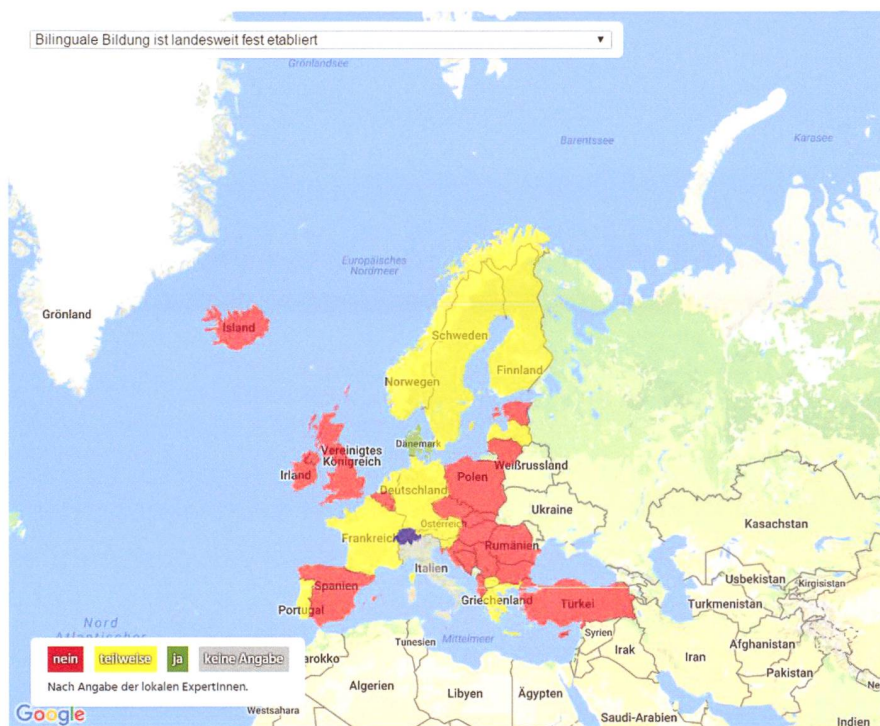 Bilinguale Bildung ist landesweit fest etabliert
Grönlandsee
Barentssee
Karasee
Europäisches
Nordmeer
Grönland
Island
Schweden
Finnland
Norwegen
Dänemark
Vereinigtes
Königreich
Irland
Weißrussland
Polen
Deutschland
Ukraine
Österreich
Kasachstan
Frankreich
Rumänien
Italien
Usbekistan
Kirgisistan
Spanien
Portugal
Griechenland
Türkei
Turkmenistan
Nord
Atlantischer
Mittelmeer
Tunesien
Syrien
Afghanistan
Irak
Iran
arokko
Pakistan
Algerien
Libyen
Ägypten
Ne
Westsahara
Saudi-Arabien
Indien
nein
teilweise
ja
keine Angabe
Nach Angabe der lokalen ExpertInnen.
Google